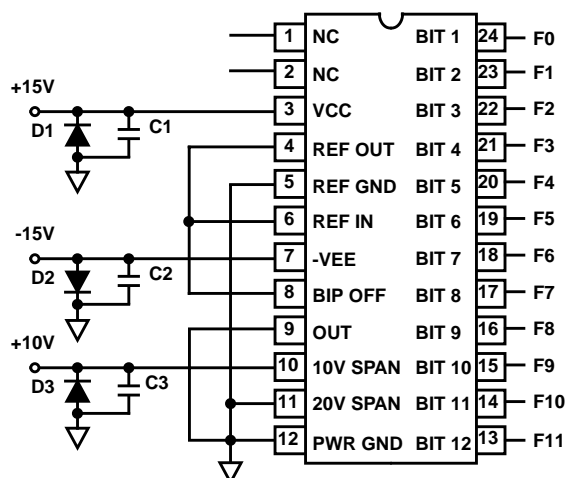 1 NC BIT 1 24 F0
2 NC BIT 2 23 F1
+15V
3 VCC BIT 3 22 F2
D1 C1
4 REF OUT BIT 4 21 F3
5 REF GND BIT 5 20 F4
6 REF IN BIT 6 19 F5
-15V
7 -VEE BIT 7 18 F6
D2 C2
8 BIP OFF BIT 8 17 F7
9 OUT BIT 9 16 F8
+10V
10 10V SPAN BIT 10 15 F9
D3 C3
11 20V SPAN BIT 11 14 F10
12 PWR GND BIT 12 13 F11